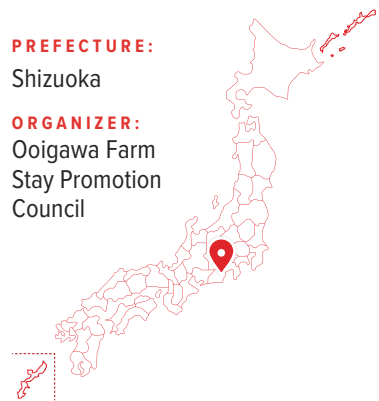 PREFECTURE:
Shizuoka
ORGANIZER:
Ooigawa Farm
Stay Promotion
Council